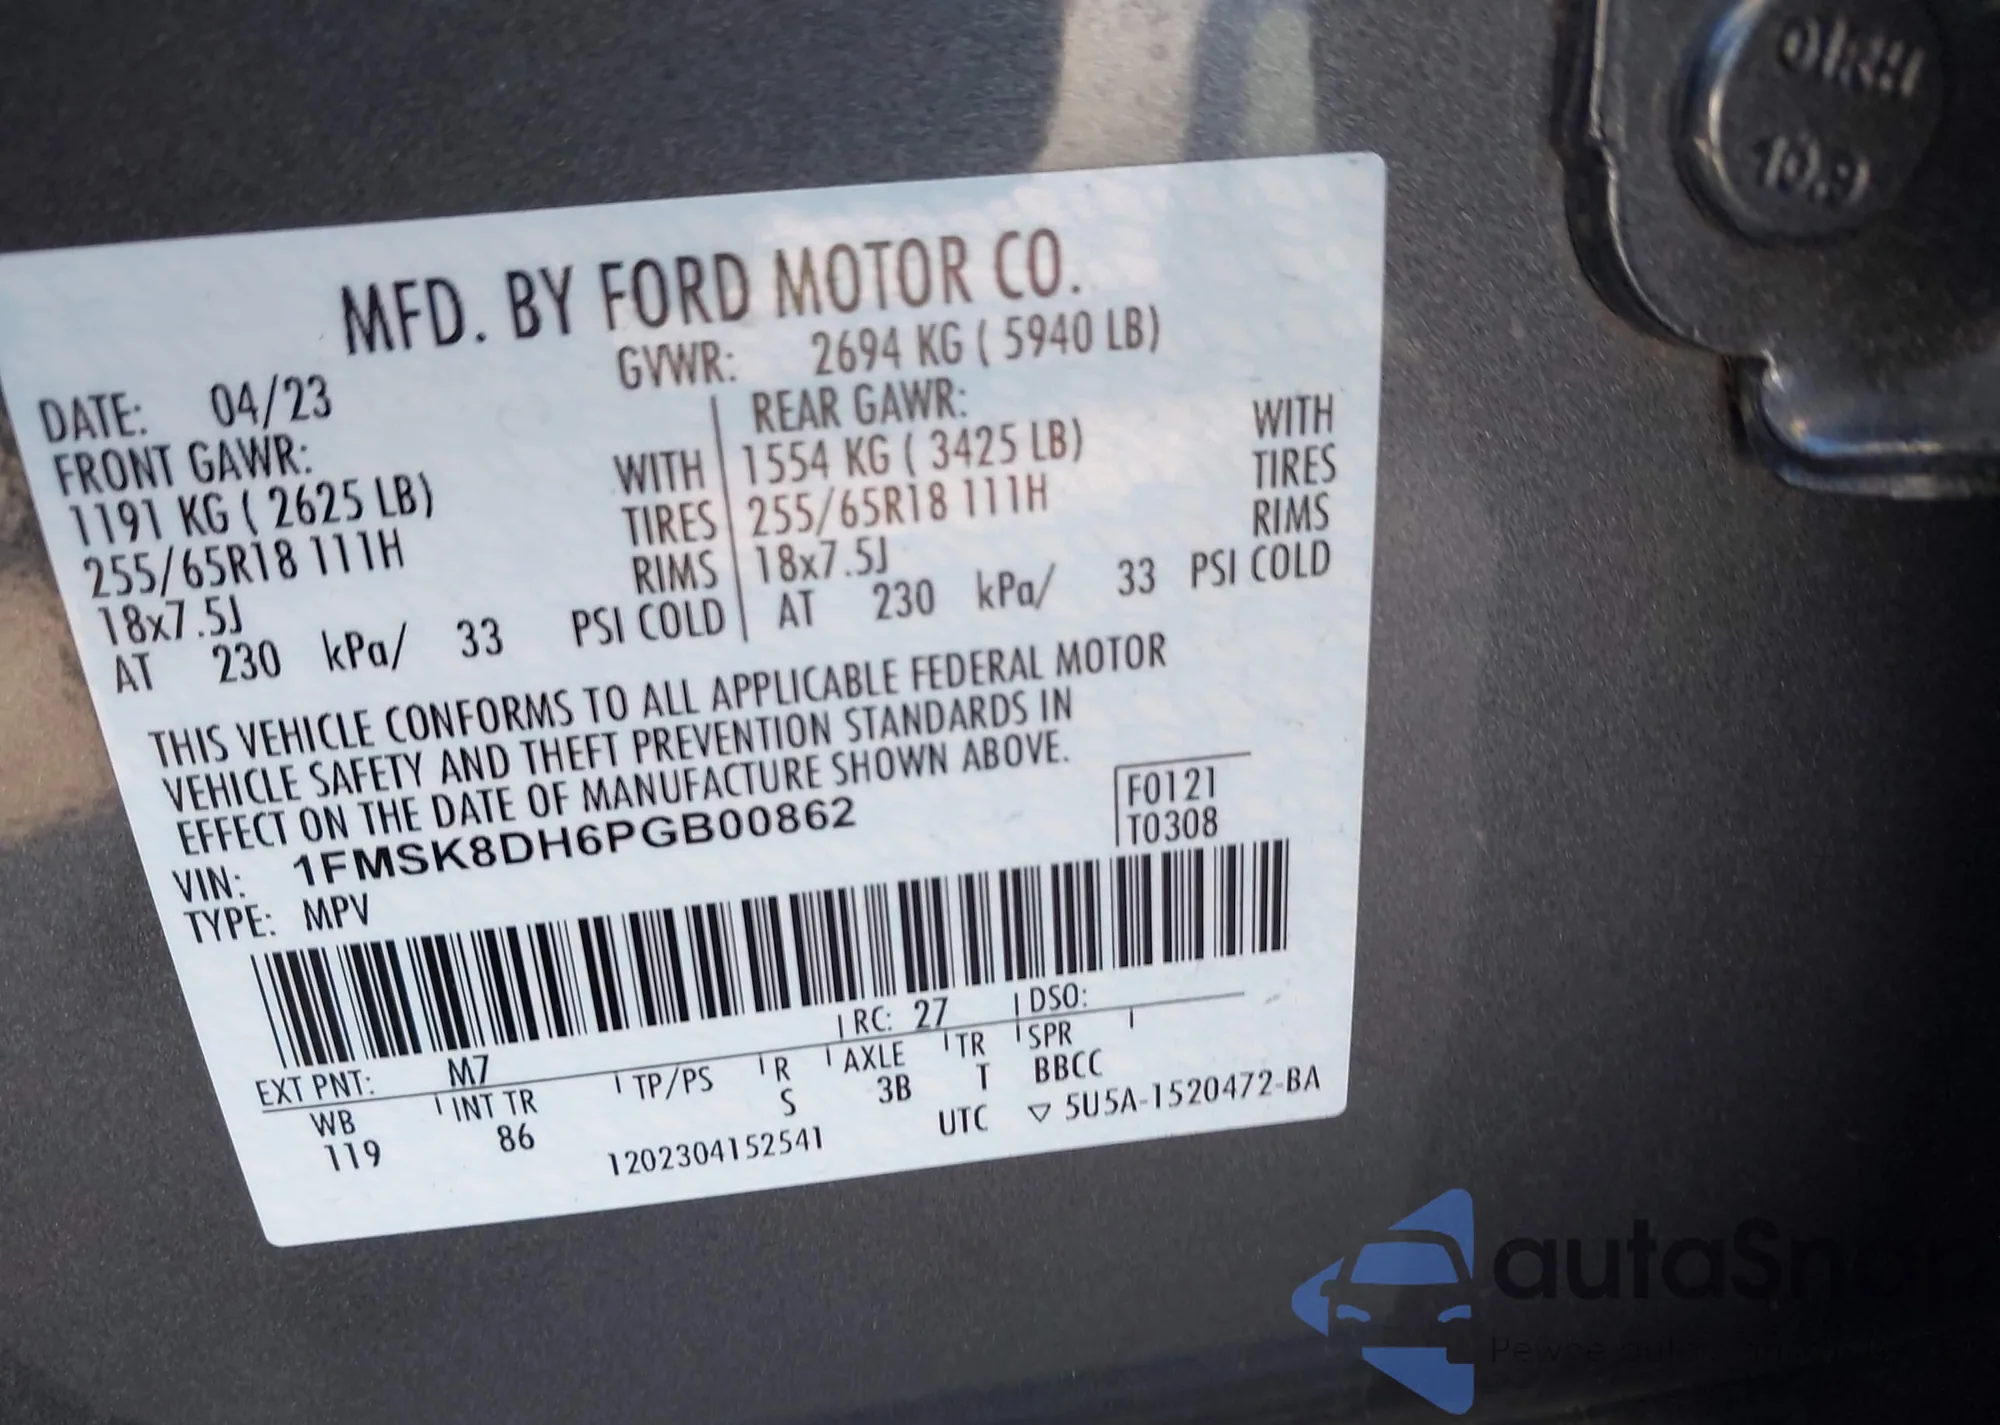 10.9
MFD. BY FORD MOTOR CO.
DATE: 04/23 GVWR: 2694 KG ( 5940 LB)
FRONT GAWR: REAR GAWR:
1191 KG ( 2625 LB) WITH 1554 KG ( 3425 LB) WITH
255/65R18 111H TIRES 255/65R18 111H TIRES
18x7.5J RIMS 18x7.5J RIMS
AT 230 kPa/ 33 PSI COLD AT 230 kPa/ 33 PSI COLD
THIS VEHICLE CONFORMS TO ALL APPLICABLE FEDERAL MOTOR
VEHICLE SAFETY AND THEFT PREVENTION STANDARDS IN
EFFECT ON THE DATE OF MANUFACTURE SHOWN ABOVE.
VIN: 1FMSK8DH6PGB00862
TYPE: MPV
F0121
T0308
EXT PNT: M7 RC: 27 DSO:
WB INT TR TP/PS R AXLE TR SPR
119 86 S 3B T BBCC
1202304152541 UTC ▽ 5U5A-1520472-BA
autaSnap
Pewne auta